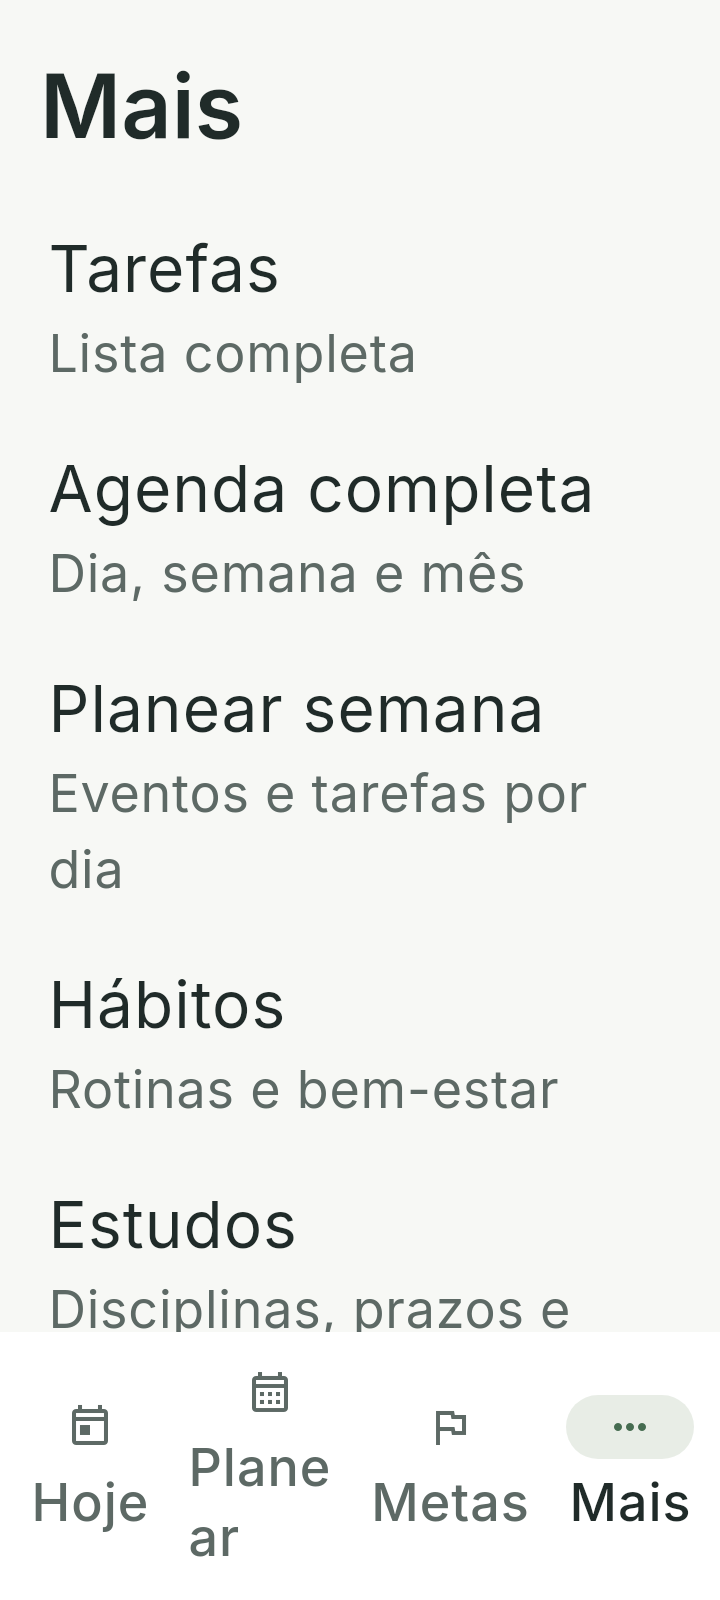 Mais
Tarefas
Lista completa
Agenda completa
Dia, semana e mês
Planear semana
Eventos e tarefas por
dia
Hábitos
Rotinas e bem-estar
Estudos
Disciplinas, prazos e
Hoje
Plane
ar
Metas
Mais